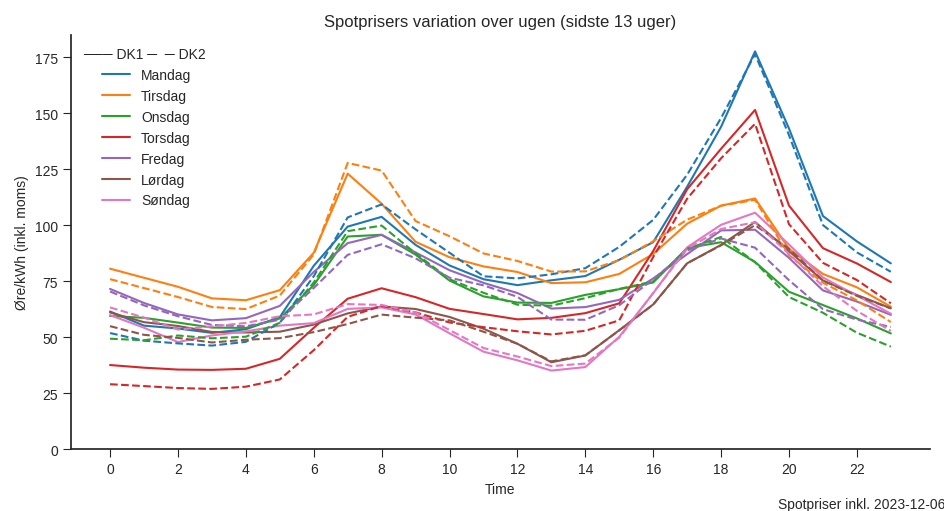 Spotprisers variation over ugen (sidste 13 uger)
DK1 DK2
Mandag
Tirsdag
Onsdag
Torsdag
Fredag
Lørdag
Søndag
Øre/kWh (inkl. moms)
175
150
125
100
75
50
25
0
0 2 4 6 8 10 12 14 16 18 20 22
Time
Spotpriser inkl. 2023-12-06